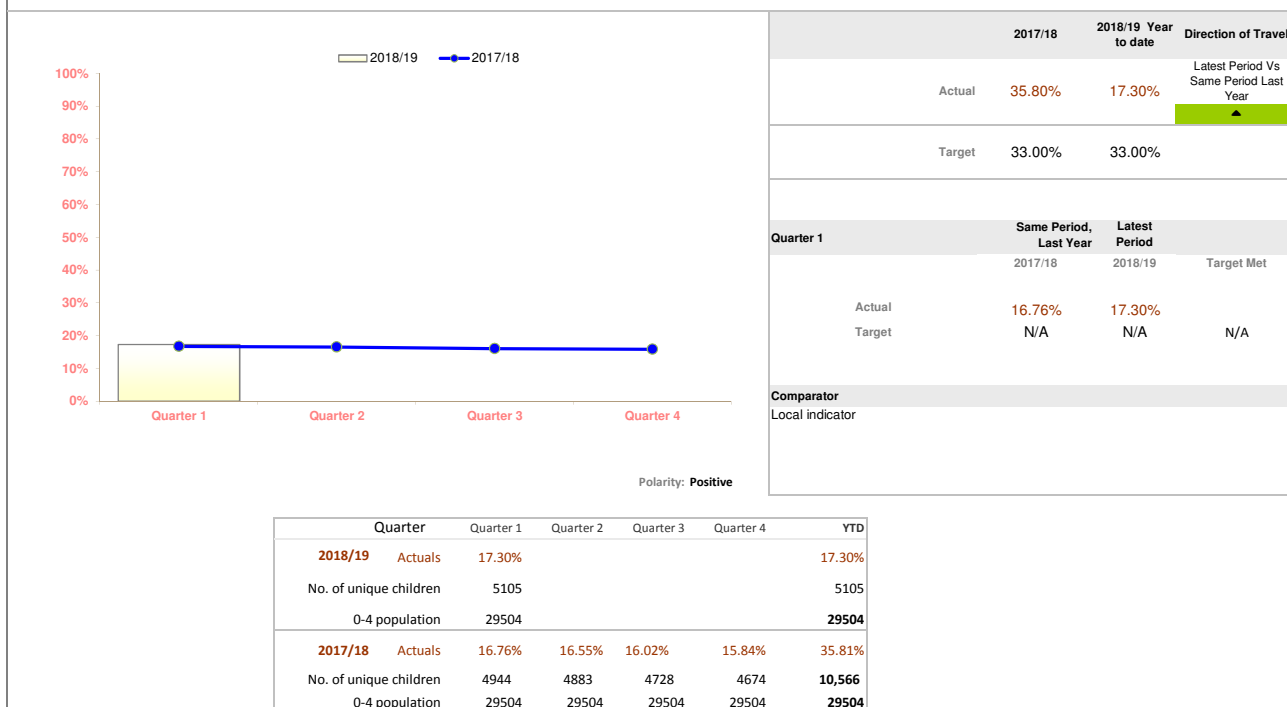 2018/19 2017/18
100%
90%
80%
70%
60%
50%
40%
30%
20%
10%
0%
Quarter 1 Quarter 2 Quarter 3 Quarter 4
Polarity: Positive
2017/18 2018/19 Year to date Direction of Travel
Actual 35.80% 17.30% Latest Period Vs
Same Period Last
Year
Target 33.00% 33.00%
Quarter 1 Same Period, Last Year Latest Period
2017/18 2018/19 Target Met
Actual 16.76% 17.30%
Target N/A N/A N/A
Comparator
Local indicator
Quarter Quarter 1 Quarter 2 Quarter 3 Quarter 4 YTD
2018/19 Actuals 17.30% 17.30%
No. of unique children 5105 5105
0-4 population 29504 29504
2017/18 Actuals 16.76% 16.55% 16.02% 15.84% 35.81%
No. of unique children 4944 4883 4728 4674 10,566
0-4 population 29504 29504 29504 29504 29504